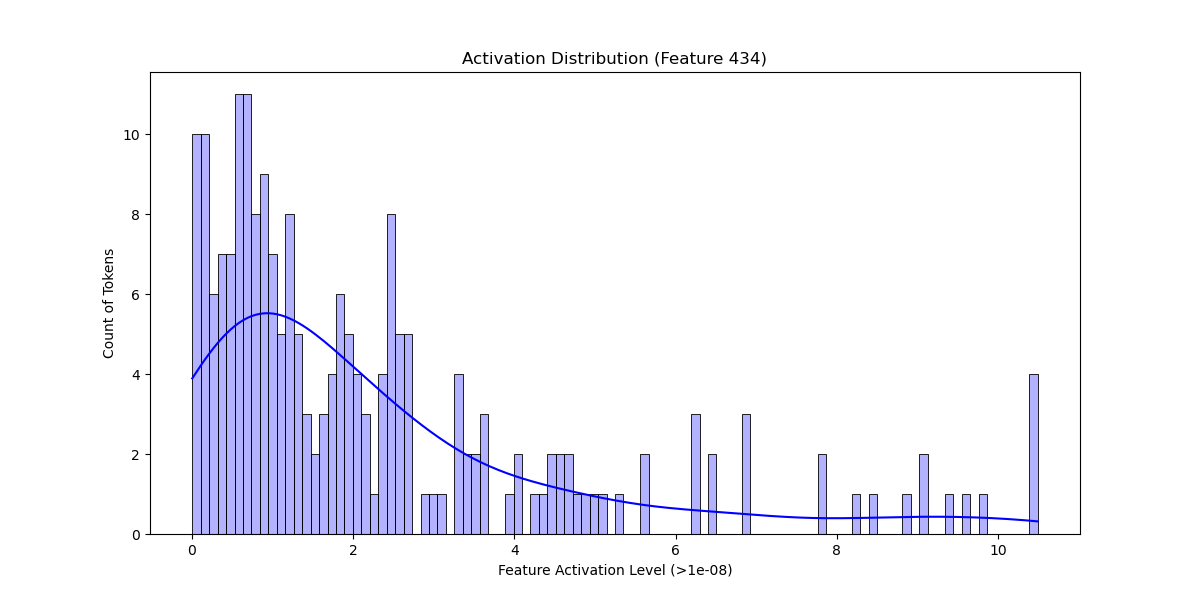 Activation Distribution (Feature 434)
10
8
6
4
2
0
Count of Tokens
0 2 4 6 8 10
Feature Activation Level (>1e-08)